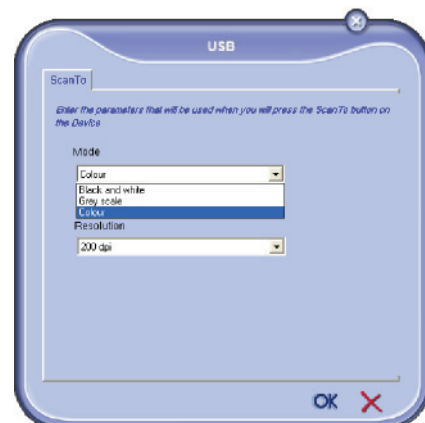 USB
ScanTo
Enter the parameters that will be used when you will press the ScanTo button on
the Device
Mode
Colour
Black and white
Grey scale
Colour
Resolution
200 dpi
OK